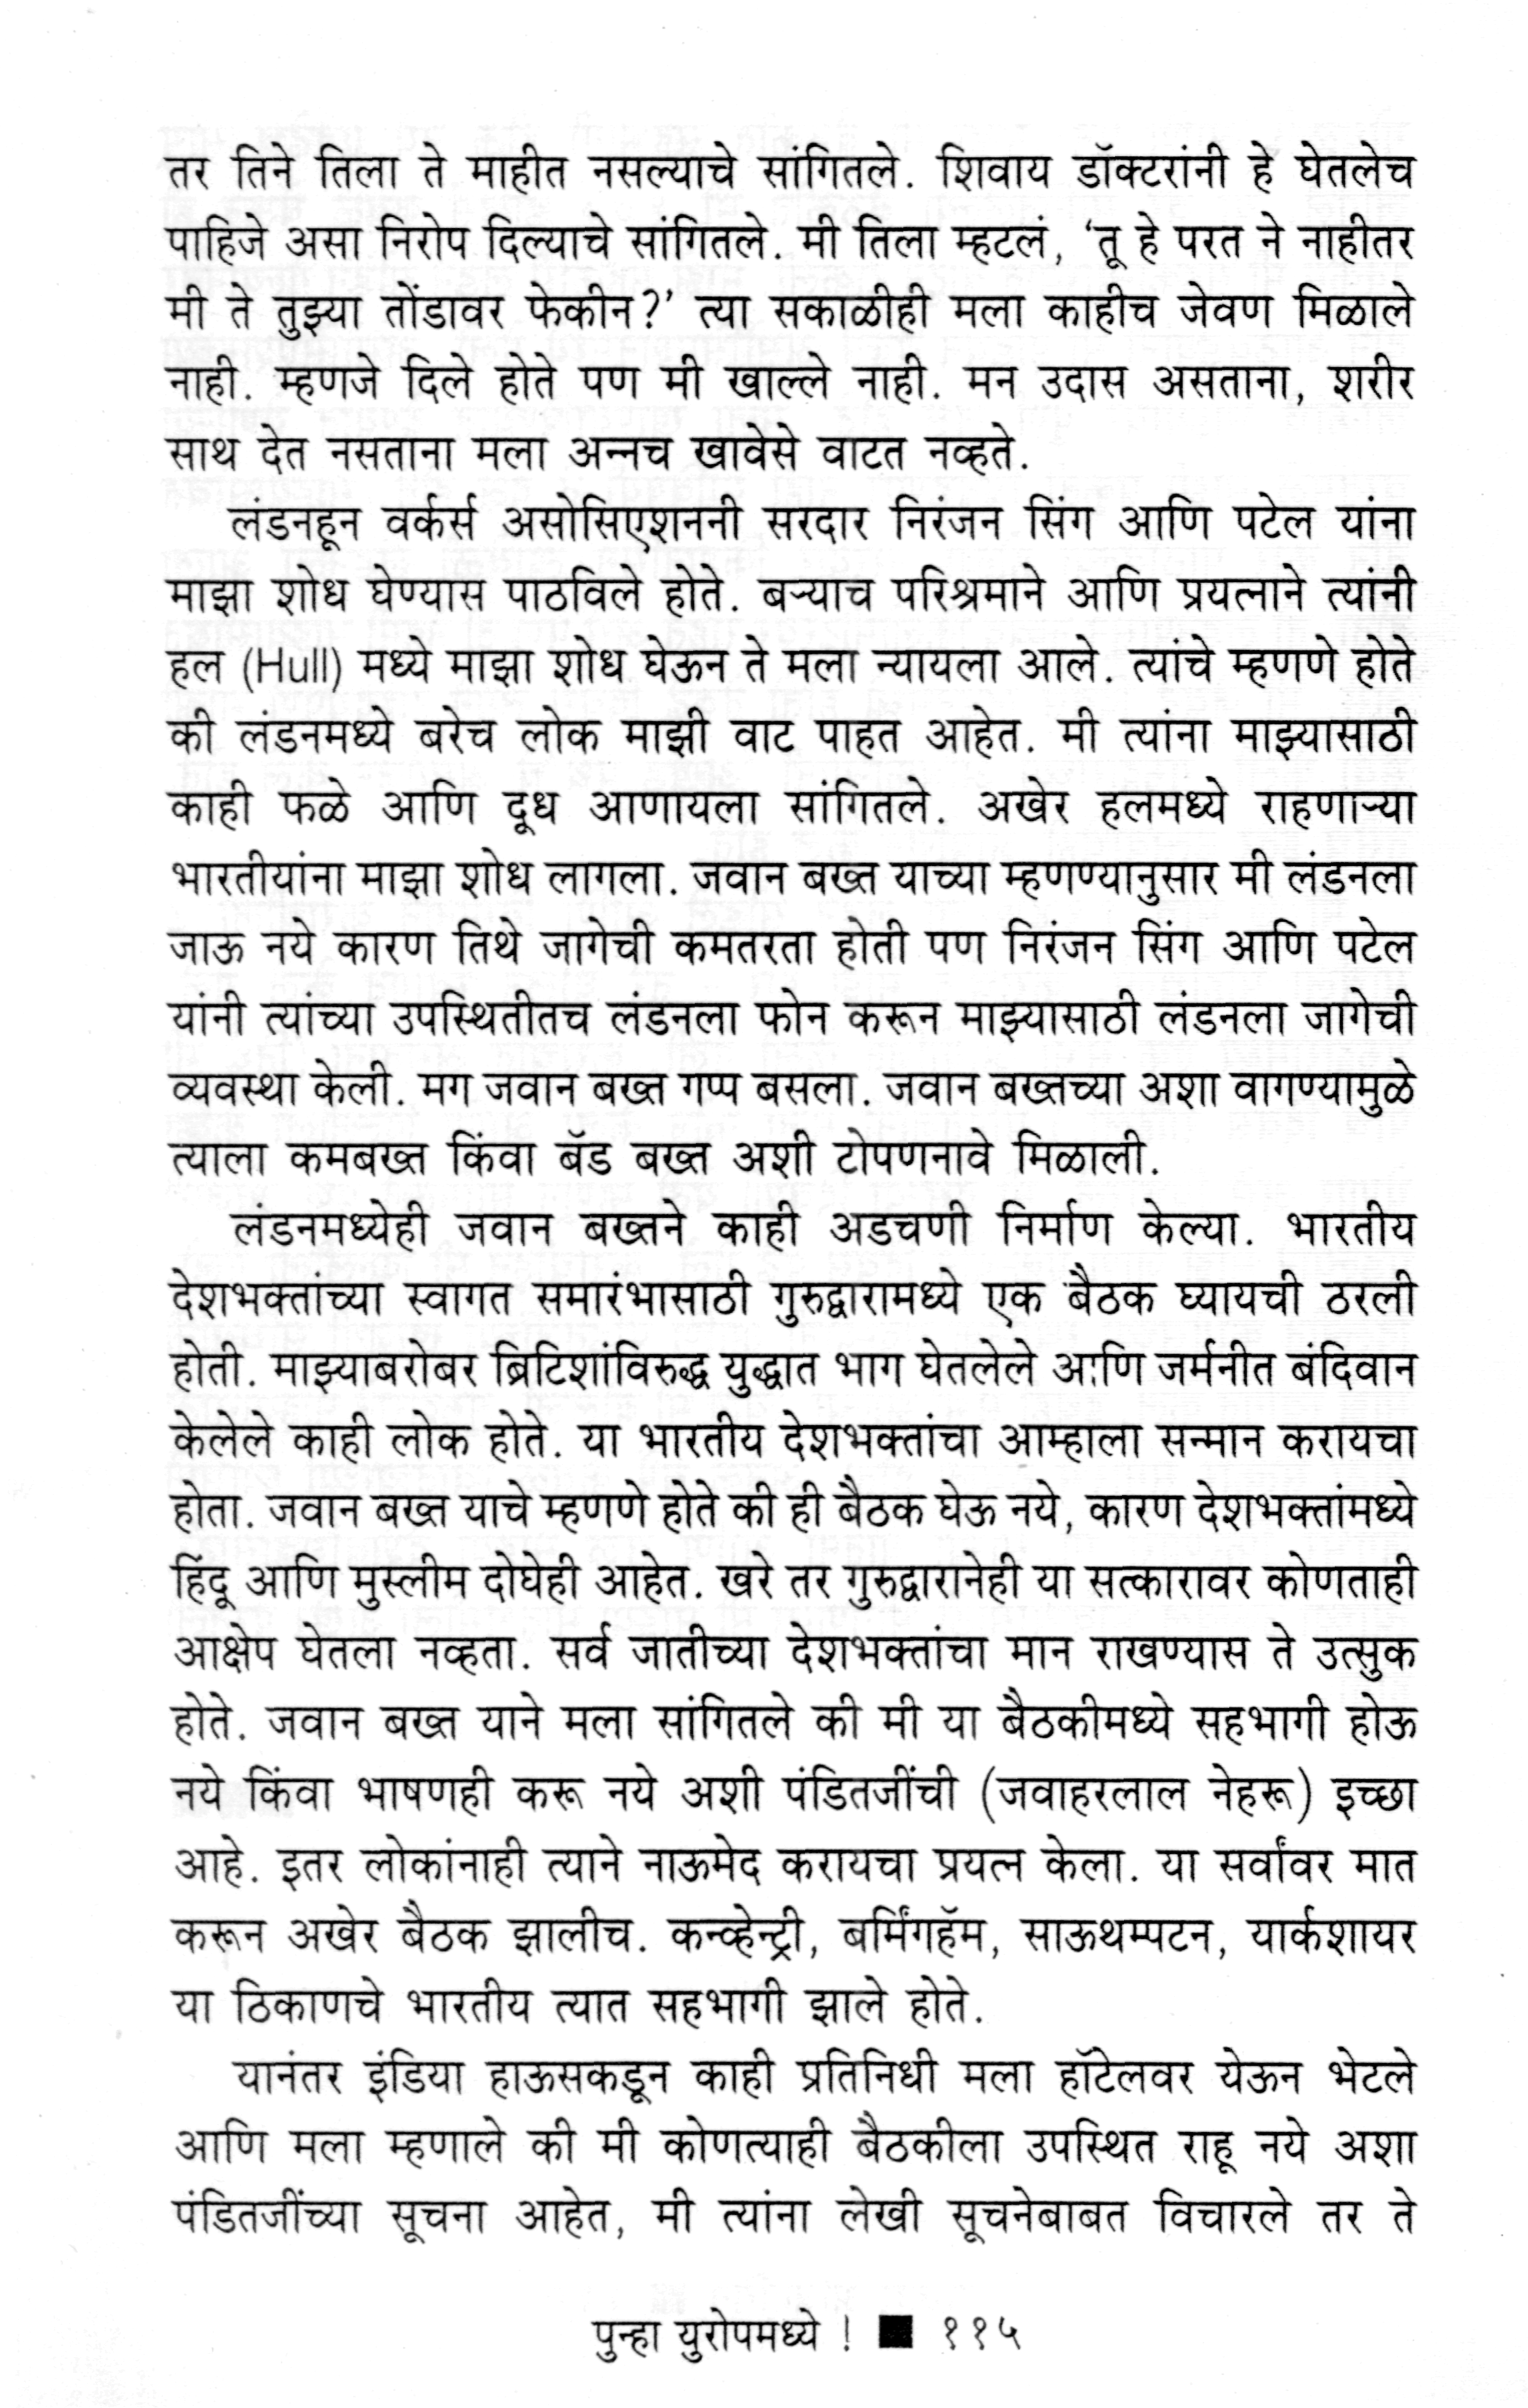 तर तिने तिला ते माहीत नसल्याचे सांगितले. शिवाय डॉक्टरांनी हे घेतलेच
पाहिजे असा निरोप दिल्याचे सांगितले. मी तिला म्हटलं, ‘तू हे परत ने नाहीतर
मी ते तुझ्या तोंडावर फेकीन?’ त्या सकाळीही मला काहीच जेवण मिळाले
नाही. म्हणजे दिले होते पण मी खाल्ले नाही. मन उदास असताना, शरीर
साथ देत नसताना मला अन्नच खावेसे वाटत नव्हते.
लंडनहून वर्कर्स असोसिएशननी सरदार निरंजन सिंग आणि पटेल यांना
माझा शोध घेण्यास पाठविले होते. बऱ्याच परिश्रमाने आणि प्रयत्नाने त्यांनी
हल (Hull) मध्ये माझा शोध घेऊन ते मला न्यायला आले. त्यांचे म्हणणे होते
की लंडनमध्ये बरेच लोक माझी वाट पाहत आहेत. मी त्यांना माझ्यासाठी
काही फळे आणि दूध आणायला सांगितले. अखेर हलमध्ये राहणाऱ्या
भारतीयांना माझा शोध लागला. जवान बख्त याच्या म्हणण्यानुसार मी लंडनला
जाऊ नये कारण तिथे जागेची कमतरता होती पण निरंजन सिंग आणि पटेल
यांनी त्यांच्या उपस्थितीतच लंडनला फोन करून माझ्यासाठी लंडनला जागेची
व्यवस्था केली. मग जवान बख्त गप्प बसला. जवान बख्तच्या अशा वागण्यामुळे
त्याला कमबख्त किंवा बॅड बख्त अशी टोपणनावे मिळाली.
लंडनमध्येही जवान बख्तने काही अडचणी निर्माण केल्या. भारतीय
देशभक्तांच्या स्वागत समारंभासाठी गुरुद्वारामध्ये एक बैठक घ्यायची ठरली
होती. माझ्याबरोबर ब्रिटिशांविरुद्ध युद्धात भाग घेतलेले आणि जर्मनीत बंदिवान
केलेले काही लोक होते. या भारतीय देशभक्तांचा आम्हाला सन्मान करायचा
होता. जवान बख्त याचे म्हणणे होते की ही बैठक घेऊ नये, कारण देशभक्तांमध्ये
हिंदू आणि मुस्लीम दोघेही आहेत. खरे तर गुरुद्वारानेही या सत्कारावर कोणताही
आक्षेप घेतला नव्हता. सर्व जातीच्या देशभक्तांचा मान राखण्यास ते उत्सुक
होते. जवान बख्त याने मला सांगितले की मी या बैठकीमध्ये सहभागी होऊ
नये किंवा भाषणही करू नये अशी पंडितजींची (जवाहरलाल नेहरू) इच्छा
आहे. इतर लोकांनाही त्याने नाऊमेद करायचा प्रयत्न केला. या सर्वांवर मात
करून अखेर बैठक झालीच. कन्व्हेन्ट्री, बर्मिंगहॅम, साऊथम्पटन, यार्कशायर
या ठिकाणचे भारतीय त्यात सहभागी झाले होते.
यानंतर इंडिया हाऊसकडून काही प्रतिनिधी मला हॉटेलवर येऊन भेटले
आणि मला म्हणाले की मी कोणत्याही बैठकीला उपस्थित राहू नये अशा
पंडितजींच्या सूचना आहेत, मी त्यांना लेखी सूचनेबाबत विचारले तर ते
पुन्हा युरोपमध्ये ! ■ ११५